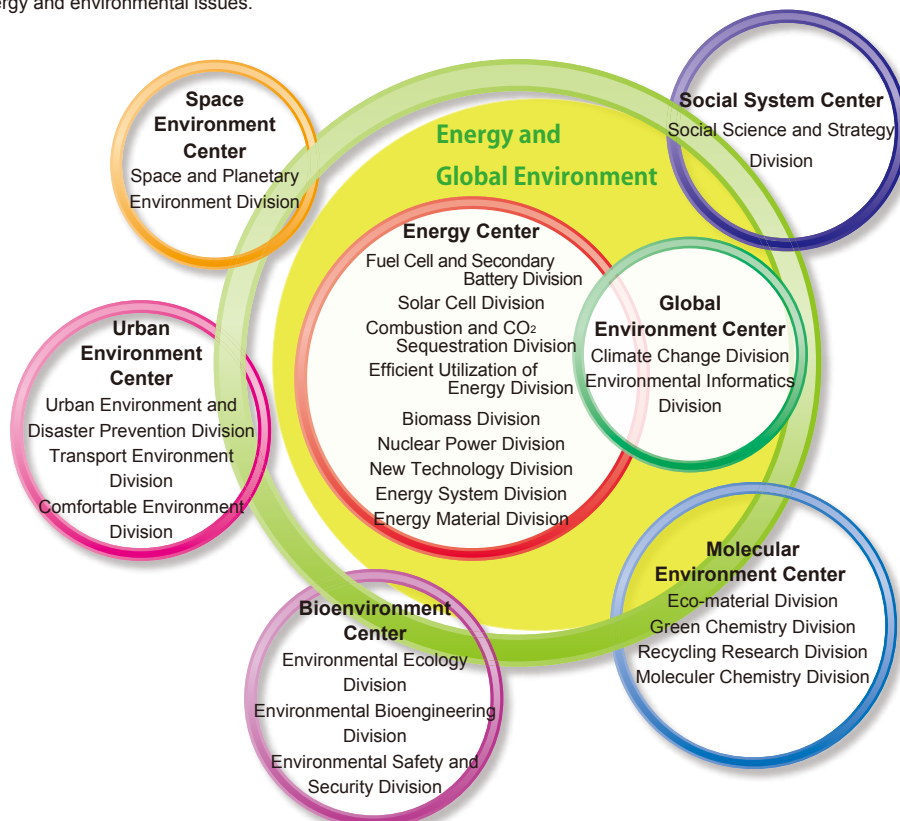 ergy and environmental issues.
Space
Environment
Center
Space and Planetary
Environment Division
Energy and
Global Environment
Social System Center
Social Science and Strategy
Division
Energy Center
Fuel Cell and Secondary
Battery Division
Solar Cell Division
Combustion and CO₂
Sequestration Division
Efficient Utilization of
Energy Division
Biomass Division
Nuclear Power Division
New Technology Division
Energy System Division
Energy Material Division
Global
Environment Center
Climate Change Division
Environmental Informatics
Division
Urban
Environment
Center
Urban Environment and
Disaster Prevention Division
Transport Environment
Division
Comfortable Environment
Division
Molecular
Environment Center
Eco-material Division
Green Chemistry Division
Recycling Research Division
Moleculer Chemistry Division
Bioenvironment
Center
Environmental Ecology
Division
Environmental Bioengineering
Division
Environmental Safety and
Security Division